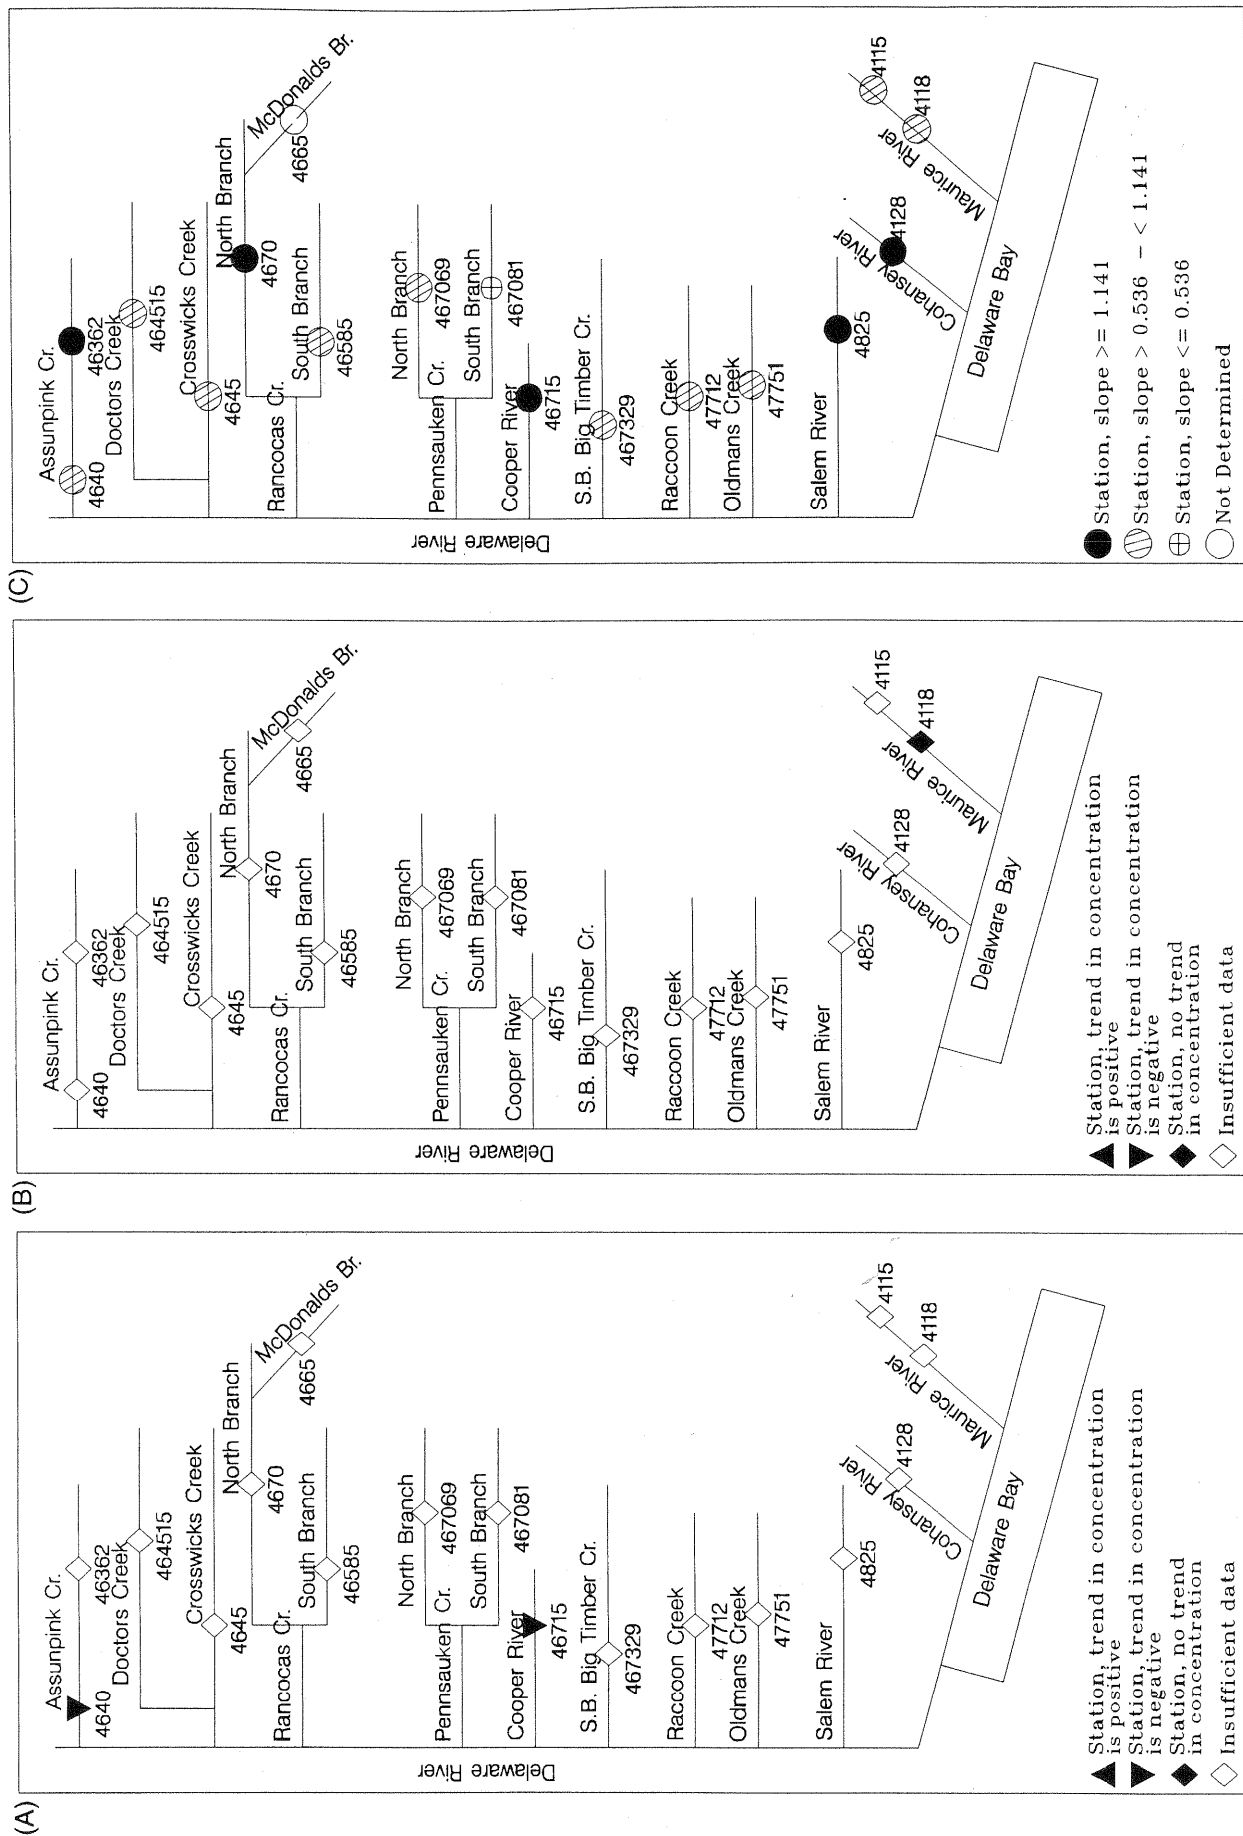 (A)
Assunpink Cr.
4640
46362
Doctors Creek
464515
Crosswicks Creek
4645
North Branch
4670
McDonalds Br.
4665
Rancocas Cr.
South Branch
46585
North Branch
467069
Pennsauken Cr.
South Branch
467081
Cooper River
46715
S.B. Big Timber Cr.
467329
Raccoon Creek
47712
Oldmans Creek
47751
Salem River
4825
Delaware River
Cohansey River
4128
Maurice River
4118
4115
Delaware Bay
Station, trend in concentration
is positive
Station, trend in concentration
is negative
Station, no trend
in concentration
Insufficient data
(B)
Assunpink Cr.
4640
46362
Doctors Creek
464515
Crosswicks Creek
4645
North Branch
4670
McDonalds Br.
4665
Rancocas Cr.
South Branch
46585
North Branch
467069
Pennsauken Cr.
South Branch
467081
Cooper River
46715
S.B. Big Timber Cr.
467329
Raccoon Creek
47712
Oldmans Creek
47751
Salem River
4825
Delaware River
Cohansey River
4128
Maurice River
4118
4115
Delaware Bay
Station, trend in concentration
is positive
Station, trend in concentration
is negative
Station, no trend
in concentration
Insufficient data
(C)
Assunpink Cr.
4640
46362
Doctors Creek
464515
Crosswicks Creek
4645
North Branch
4670
McDonalds Br.
4665
Rancocas Cr.
South Branch
46585
North Branch
467069
Pennsauken Cr.
South Branch
467081
Cooper River
46715
S.B. Big Timber Cr.
467329
Raccoon Creek
47712
Oldmans Creek
47751
Salem River
4825
Delaware River
Cohansey River
4128
Maurice River
4118
4115
Delaware Bay
Station, slope >= 1.141
Station, slope > 0.536 - < 1.141
Station, slope <= 0.536
Not Determined